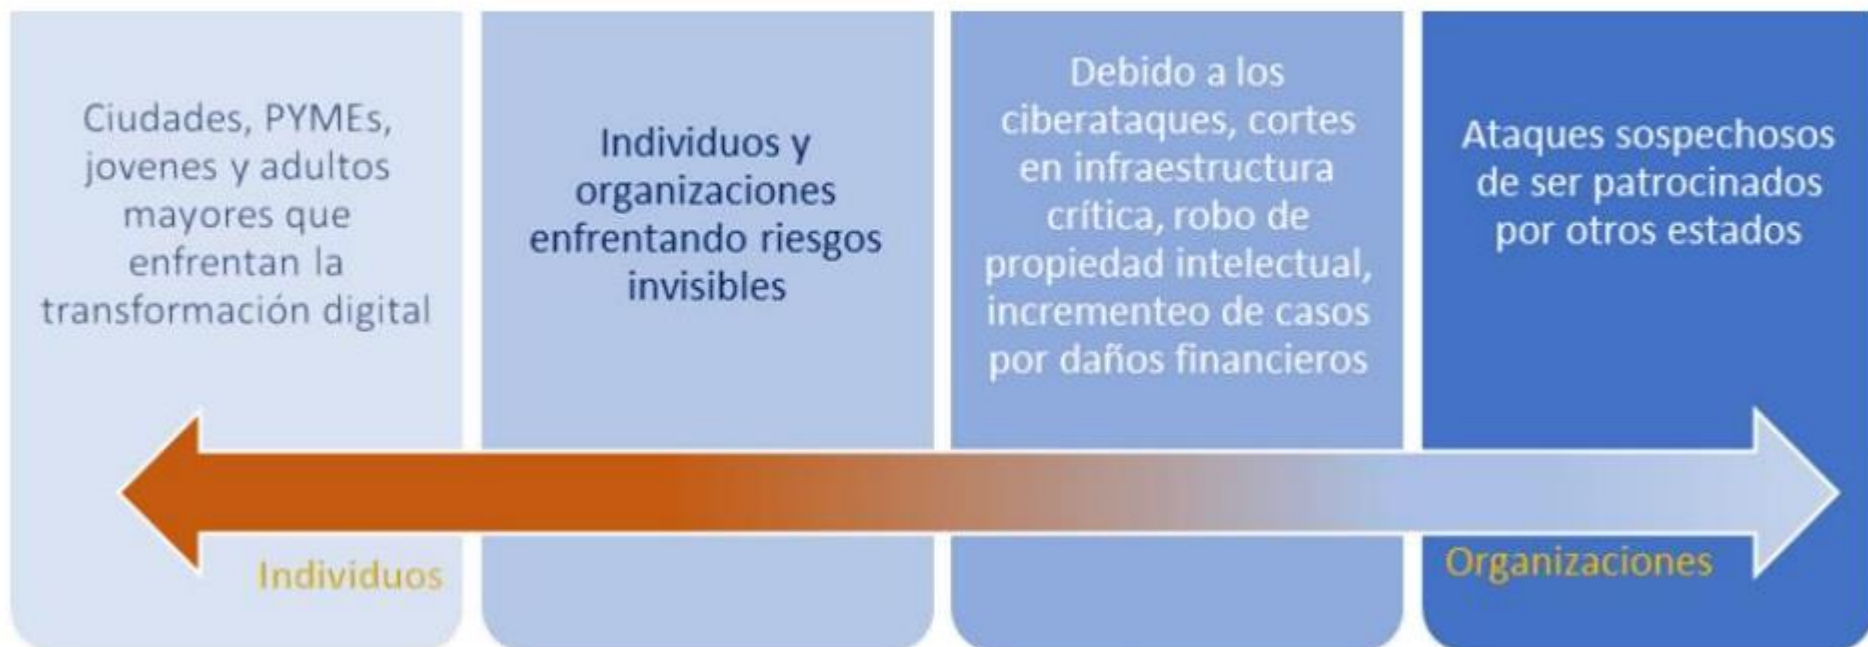 Ciudades, PYMEs,
jovenes y adultos
mayores que
enfrentan la
transformación digital
Individuos y
organizaciones
enfrentando riesgos
invisibles
Debido a los
ciberataques, cortes
en infraestructura
crítica, robo de
propiedad intelectual,
incrementeo de casos
por daños financieros
Ataques sospechosos
de ser patrocinados
por otros estados
Individuos
Organizaciones